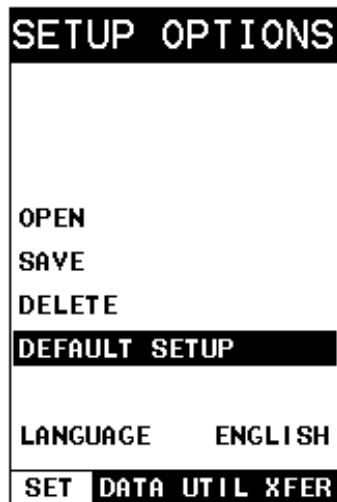 SETUP OPTIONS
OPEN
SAVE
DELETE
DEFAULT SETUP
LANGUAGE ENGLISH
SET DATA UTIL XFER